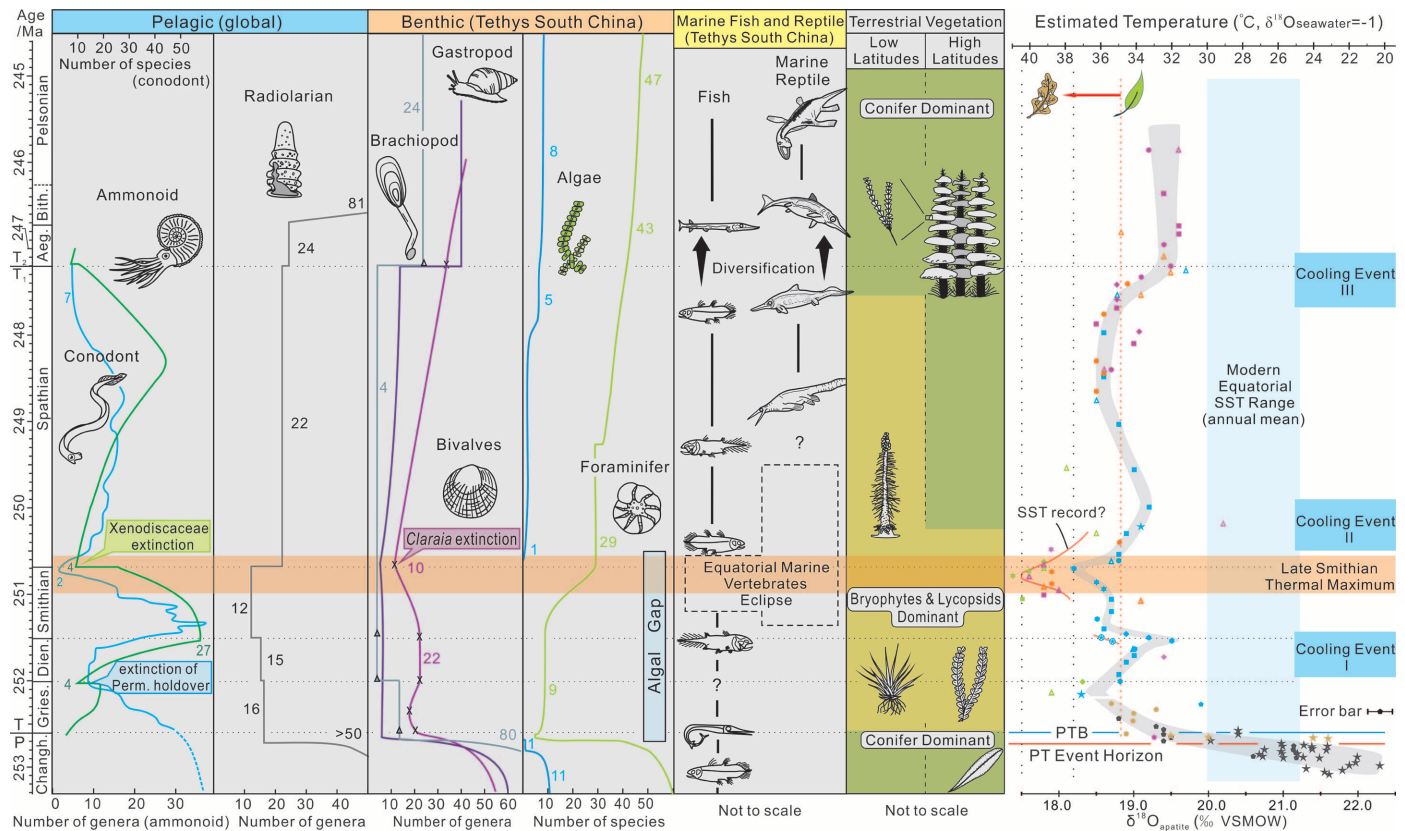 Age
/Ma
Pelagic (global)
Benthic (Tethys South China)
Marine Fish and Reptile
(Tethys South China)
Terrestrial Vegetation
Low
Latitudes
High
Latitudes
Estimated Temperature (°C, δ18Oseawater=-1)
10 30 50
Number of species
(conodont)
40 38 36 34 32 30 28 26 24 22 20
245
246
247
248
249
250
251
252
253
Pelsonian
Bith.
Aeg.
T2
T1
Spathian
Smithian
Dien.
Gries.
T
P
Changh.
Ammonoid
Conodont
7
Xenodiscaceae
extinction
4
2
27
4
extinction of
Perm. holdover
Radiolarian
81
24
22
12
15
16
>50
Gastropod
24
Brachiopod
4
Bivalves
Claraia extinction
10
22
80
8
Algae
47
43
5
Foraminifer
1
29
9
Algal Gap
1
11
Fish
Marine
Reptile
Diversification
?
Equatorial Marine
Vertebrates
Eclipse
?
Conifer Dominant
Bryophytes & Lycopsids
Dominant
Conifer Dominant
Cooling Event
III
Modern
Equatorial
SST Range
(annual mean)
SST record?
Cooling Event
II
Late Smithian
Thermal Maximum
Cooling Event
I
Error bar
PTB
PT Event Horizon
0 10 20 30
Number of genera (ammonoid)
10 20 30 40
Number of genera
10 20 30 40 50 60
Number of genera
10 30 50
Number of species
Not to scale
Not to scale
18.0 19.0 20.0 21.0 22.0
δ18Oapatite (‰ VSMOW)